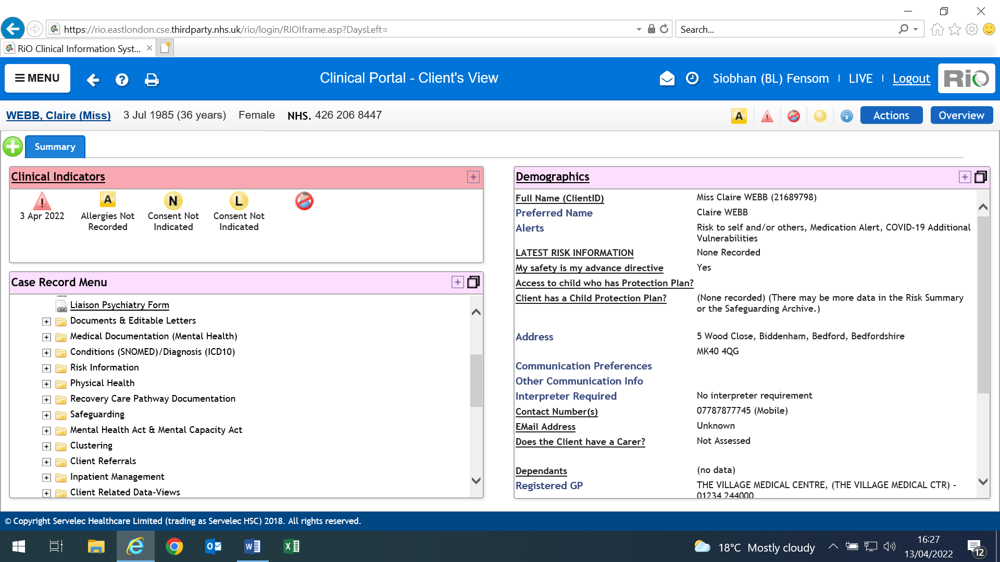 https://rio.eastlondon.cse.thirdparty.nhs.uk/rio/login/RIOIframe.asp?DaysLeft=
Search...
RiO Clinical Information Syst...
MENU
Clinical Portal - Client's View
Siobhan (BL) Fensom
LIVE
Logout
RiO
WEBB, Claire (Miss)
3 Jul 1985 (36 years)
Female
NHS. 426 206 8447
A
Actions
Overview
Summary
Clinical Indicators
A
N
L
3 Apr 2022
Allergies Not
Recorded
Consent Not
Indicated
Consent Not
Indicated
Case Record Menu
Liaison Psychiatry Form
Documents & Editable Letters
Medical Documentation (Mental Health)
Conditions (SNOMED)/Diagnosis (ICD10)
Risk Information
Physical Health
Recovery Care Pathway Documentation
Safeguarding
Mental Health Act & Mental Capacity Act
Clustering
Client Referrals
Inpatient Management
Client Related Data-Views
Demographics
Full Name (ClientID) Miss Claire WEBB (21689798)
Preferred Name Claire WEBB
Alerts Risk to self and/or others, Medication Alert, COVID-19 Additional
Vulnerabilities
LATEST RISK INFORMATION None Recorded
My safety is my advance directive Yes
Access to child who has Protection Plan?
Client has a Child Protection Plan? (None recorded) (There may be more data in the Risk Summary
or the Safeguarding Archive.)
Address 5 Wood Close, Biddenham, Bedford, Bedfordshire
MK40 4QG
Communication Preferences
Other Communication Info
Interpreter Required No interpreter requirement
Contact Number(s) 07787877745 (Mobile)
EMail Address Unknown
Does the Client have a Carer? Not Assessed
Dependants (no data)
Registered GP THE VILLAGE MEDICAL CENTRE, (THE VILLAGE MEDICAL CTR) -
01234 244000
© Copyright Servelec Healthcare Limited (trading as Servelec HSC) 2018. All rights reserved.
18°C Mostly cloudy
16:27
13/04/2022
12